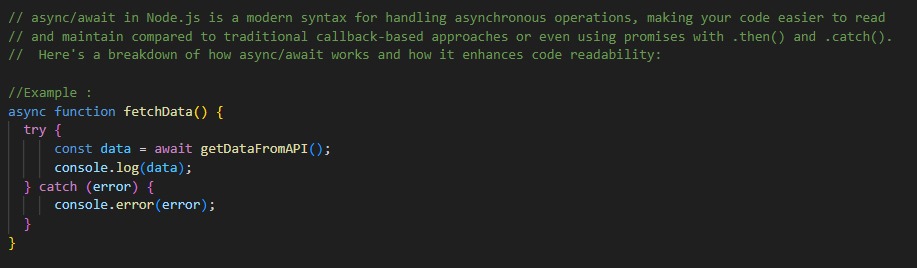 // async/await in Node.js is a modern syntax for handling asynchronous operations, making your code easier to read
// and maintain compared to traditional callback-based approaches or even using promises with .then() and .catch().
//  Here's a breakdown of how async/await works and how it enhances code readability:

//Example :
async function fetchData() {
  try {
      const data = await getDataFromAPI();
      console.log(data);
  } catch (error) {
      console.error(error);
  }
}